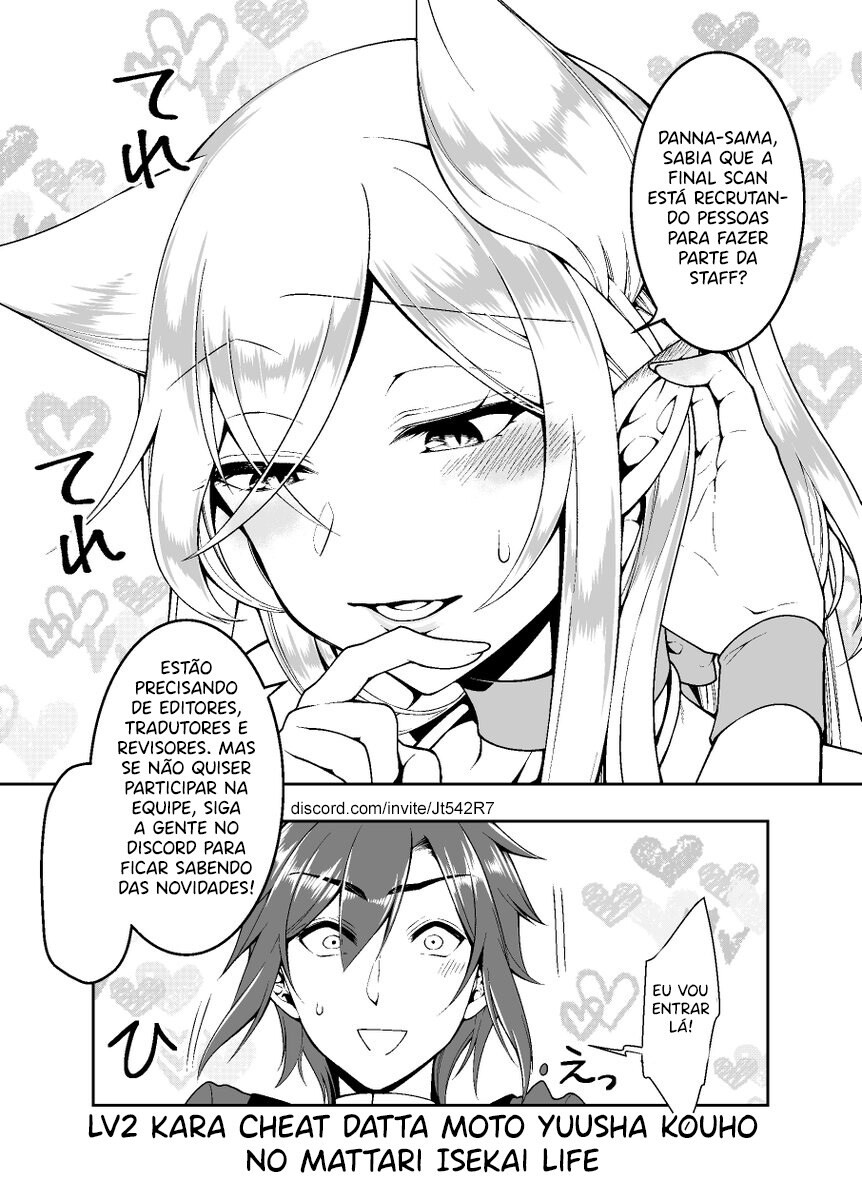 DANNA-SAMA,
SABIA QUE A
FINAL SCAN
ESTÁ RECRUTAN-
DO PESSOAS
PARA FAZER
PARTE DA
STAFF?
てれ
てれ
ESTÃO
PRECISANDO
DE EDITORES,
TRADUTORES E
REVISORES. MAS
SE NÃO QUISER
PARTICIPAR NA
EQUIPE, SIGA
A GENTE NO
DISCORD PARA
FICAR SABENDO
DAS NOVIDADES!
discord.com/invite/Jt542R7
EU VOU
ENTRAR
LÁ!
ひ
えっ
LV2 KARA CHEAT DATTA MOTO YUUSHA KOUHO
NO MATTARI ISEKAI LIFE